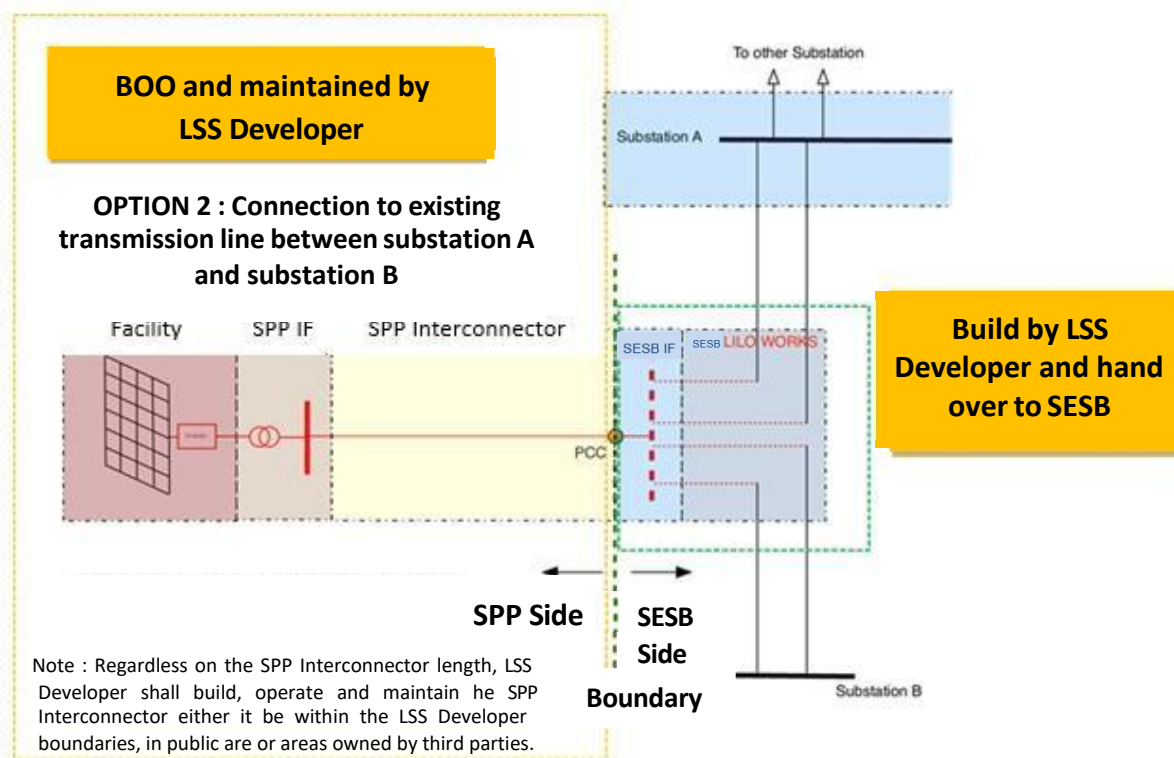 BOO and maintained by
LSS Developer
To other Substation
Substation A
OPTION 2 : Connection to existing
transmission line between substation A
and substation B
Facility
SPP IF
SPP Interconnector
SESB IF
SESB LILO WORKS
Build by LSS
Developer and hand
over to SESB
PCC
SPP Side
SESB
Side
Boundary
Substation B
Note : Regardless on the SPP Interconnector length, LSS
Developer shall build, operate and maintain he SPP
Interconnector either it be within the LSS Developer
boundaries, in public are or areas owned by third parties.